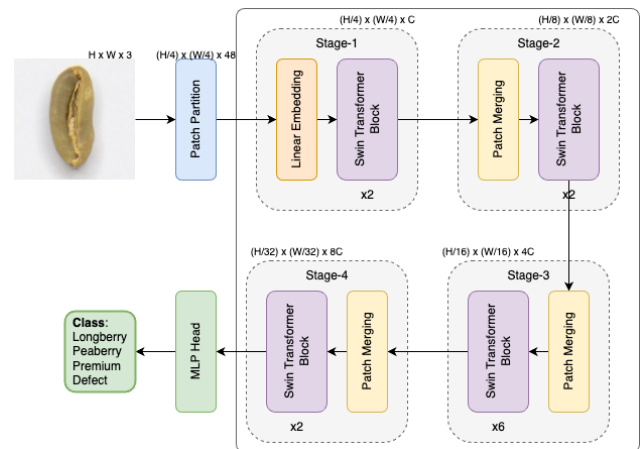 H x W x 3
(H/4) x (W/4) x 48
(H/4) x (W/4) x C
(H/8) x (W/8) x 2C
Stage-1
Stage-2
Patch Partition
Linear Embedding
Swin Transformer
Block
Patch Merging
Swin Transformer
Block
x2
x2
(H/32) x (W/32) x 8C
(H/16) x (W/16) x 4C
Stage-4
Stage-3
Class:
Longberry
Peaberry
Premium
Defect
MLP Head
Swin Transformer
Block
Patch Merging
Swin Transformer
Block
Patch Merging
x2
x6